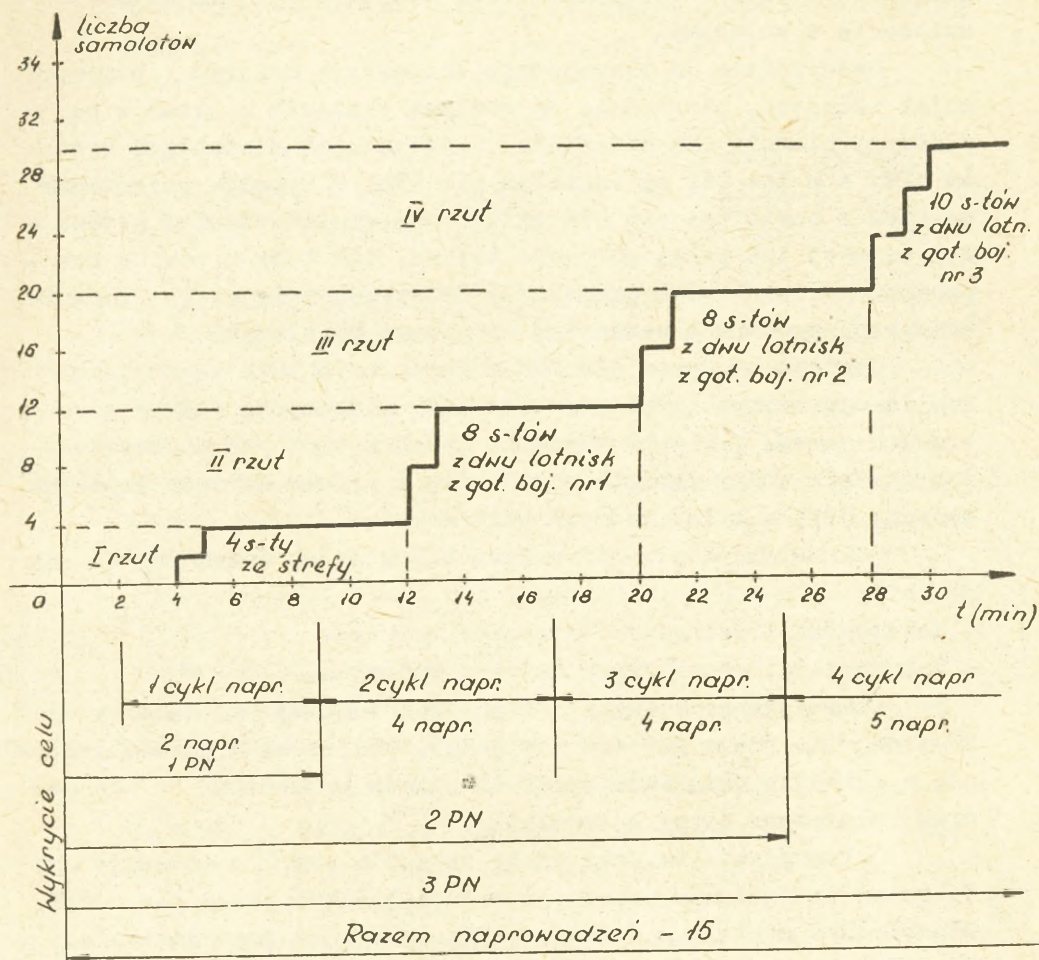 liczba
samolotów
34
32
28
24
20
16
12
8
4
0
IV rzut
III rzut
II rzut
I rzut
10 s-tów
z dwu lotn.
z got. boj.
nr 3
8 s-tów
z dwu lotnisk
z got. boj. nr 2
8 s-tów
z dwu lotnisk
z got. boj. nr 1
4 s-ty
ze strefy
2 4 6 8 10 12 14 16 18 20 22 24 26 28 30
t (min)
Wykrycie celu
1 cykl napr.
2 napr.
1 PN
2 cykl napr.
4 napr.
3 cykl napr.
4 napr.
4 cykl napr.
5 napr.
2 PN
3 PN
Razem naprowadzeń - 15